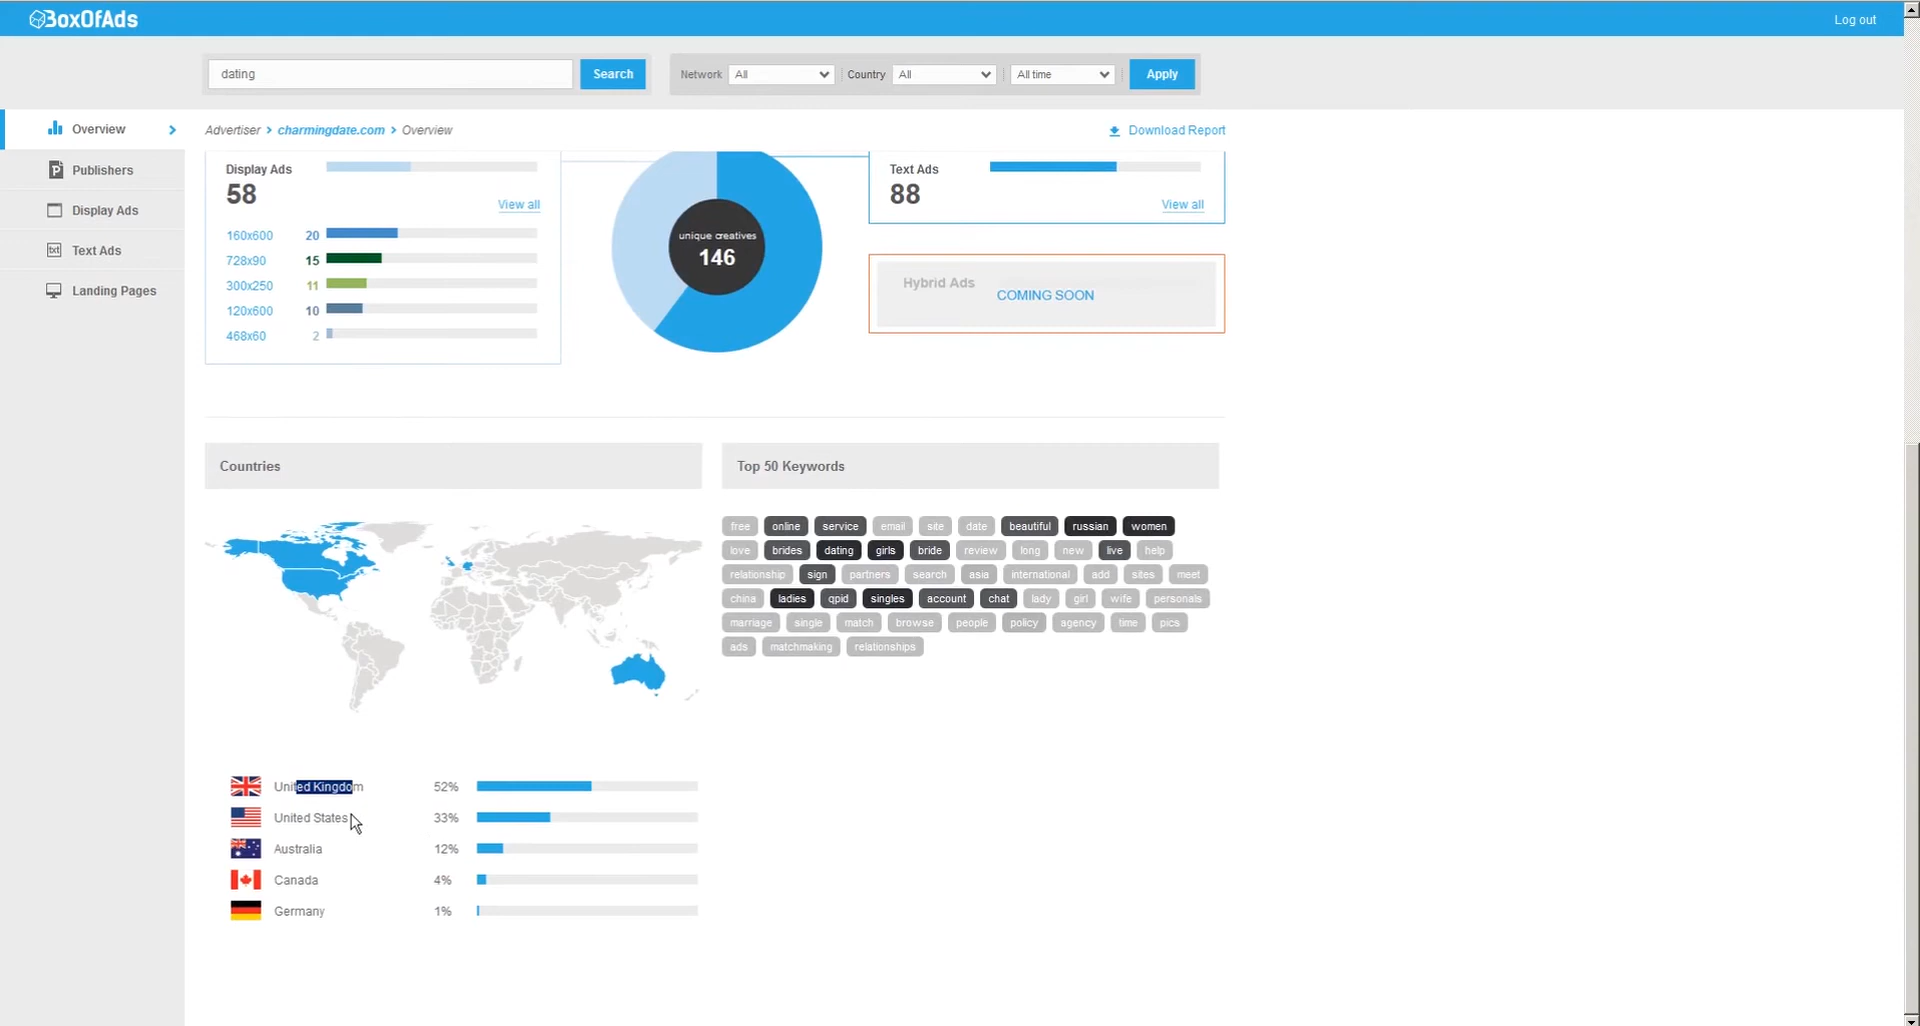 BoxOfAds
Log out
dating
Search
Network All Country All All time Apply
Overview
Advertiser > charmingdate.com > Overview
Download Report
Publishers
Display Ads
Text Ads
Landing Pages
Display Ads
58
View all
160x600 20
728x90 15
300x250 11
120x600 10
468x60 2
unique creatives
146
Text Ads
88
View all
Hybrid Ads
COMING SOON
Countries
United Kingdom 52%
United States 33%
Australia 12%
Canada 4%
Germany 1%
Top 50 Keywords
free online service email site date beautiful russian women
love brides dating girls bride review long new live help
relationship sign partners search asia international add sites meet
china ladies qpid singles account chat lady girl wife personals
marriage single match browse people policy agency time pics
ads matchmaking relationships